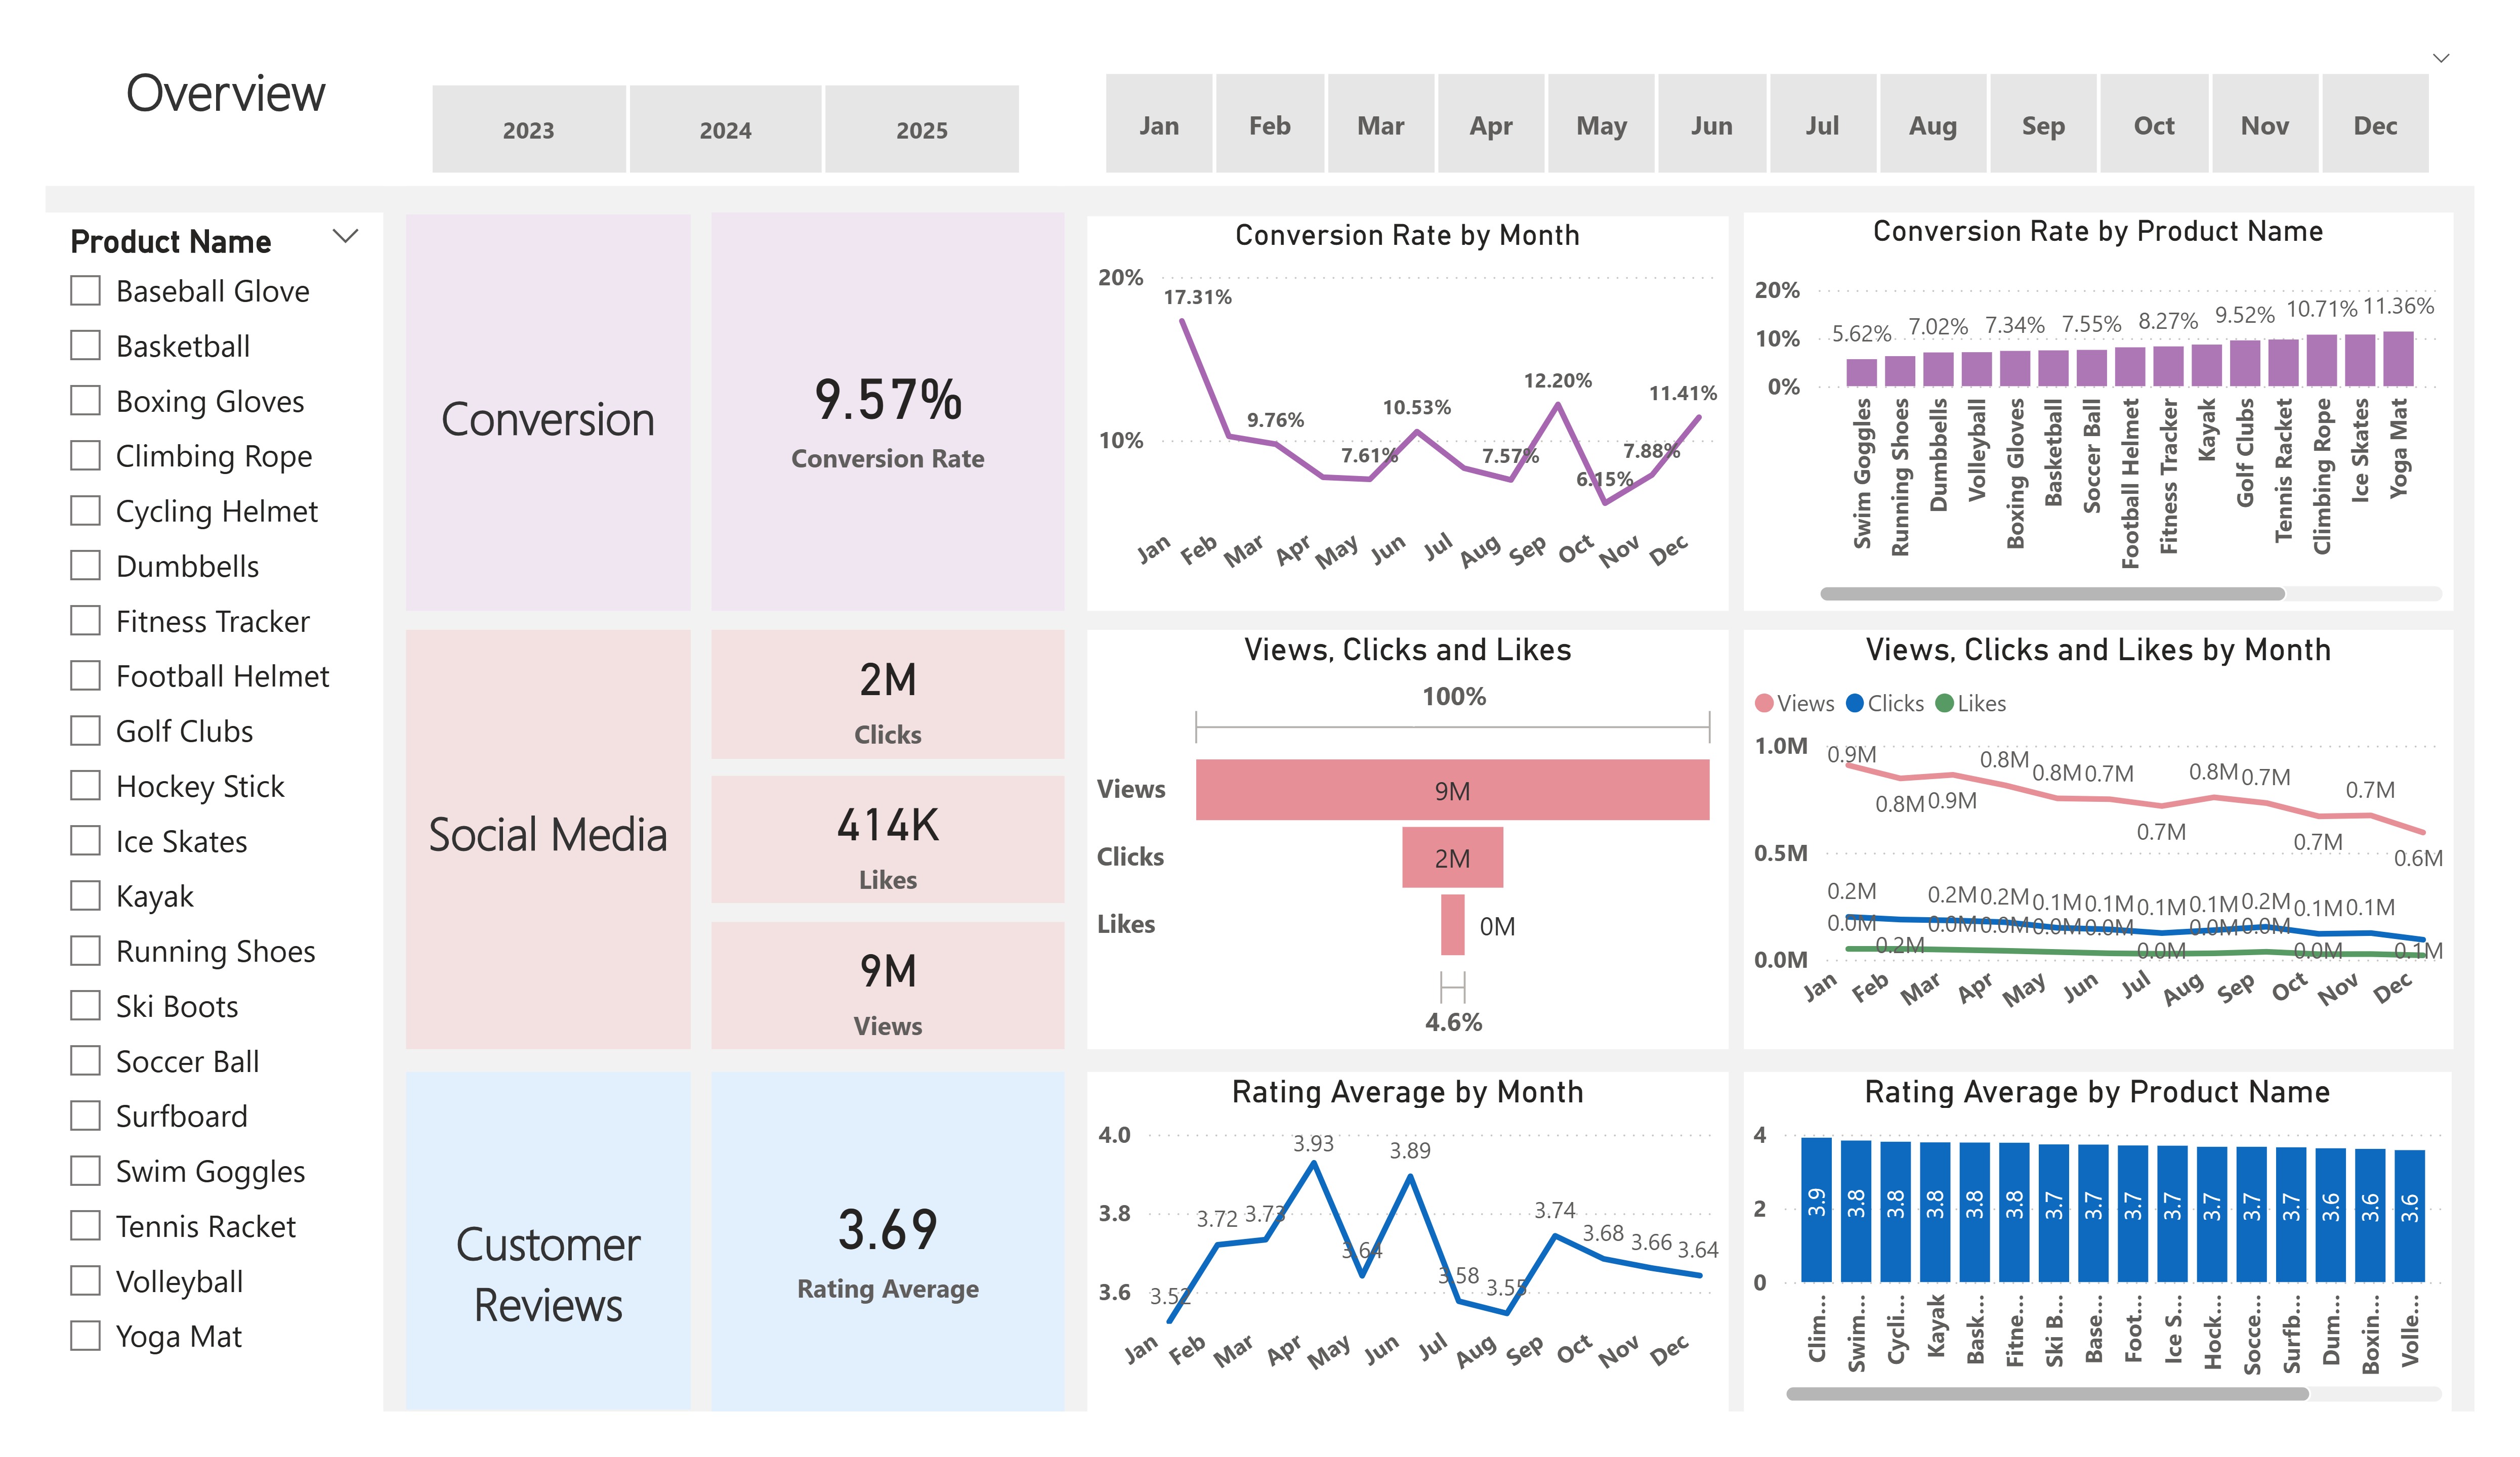 Overview
2023 2024 2025
Jan Feb Mar Apr May Jun Jul Aug Sep Oct Nov Dec
Product Name
Baseball Glove
Basketball
Boxing Gloves
Climbing Rope
Cycling Helmet
Dumbbells
Fitness Tracker
Football Helmet
Golf Clubs
Hockey Stick
Ice Skates
Kayak
Running Shoes
Ski Boots
Soccer Ball
Surfboard
Swim Goggles
Tennis Racket
Volleyball
Yoga Mat
Conversion
9.57%
Conversion Rate
Conversion Rate by Month
20%
10%
17.31%
9.76%
7.61%
10.53%
7.57%
12.20%
6.15%
7.88%
11.41%
Jan Feb Mar Apr May Jun Jul Aug Sep Oct Nov Dec
Conversion Rate by Product Name
20%
10%
0%
5.62% 7.02% 7.34% 7.55% 8.27% 9.52% 10.71% 11.36%
Swim Goggles
Running Shoes
Dumbbells
Volleyball
Boxing Gloves
Basketball
Soccer Ball
Football Helmet
Fitness Tracker
Kayak
Golf Clubs
Tennis Racket
Climbing Rope
Ice Skates
Yoga Mat
Social Media
2M
Clicks
414K
Likes
9M
Views
Views, Clicks and Likes
100%
Views 9M
Clicks 2M
Likes 0M
4.6%
Views, Clicks and Likes by Month
Views Clicks Likes
1.0M
0.5M
0.0M
0.9M 0.8M 0.9M 0.8M 0.8M 0.7M 0.7M 0.8M 0.7M 0.7M 0.7M 0.6M
0.2M 0.2M 0.2M 0.2M 0.1M 0.1M 0.1M 0.1M 0.2M 0.1M 0.1M 0.1M
0.0M 0.0M 0.0M 0.0M 0.0M 0.0M 0.0M 0.0M 0.0M
Jan Feb Mar Apr May Jun Jul Aug Sep Oct Nov Dec
Customer
Reviews
3.69
Rating Average
Rating Average by Month
4.0
3.8
3.6
3.52 3.72 3.73 3.93 3.64 3.89 3.58 3.55 3.74 3.68 3.66 3.64
Jan Feb Mar Apr May Jun Jul Aug Sep Oct Nov Dec
Rating Average by Product Name
4
2
0
3.9 3.8 3.8 3.8 3.8 3.8 3.7 3.7 3.7 3.7 3.7 3.7 3.7 3.6 3.6 3.6
Clim...
Swim...
Cycli...
Kayak
Bask...
Fitne...
Ski B...
Base...
Foot...
Ice S...
Hock...
Socce...
Surfb...
Dum...
Boxin...
Volle...